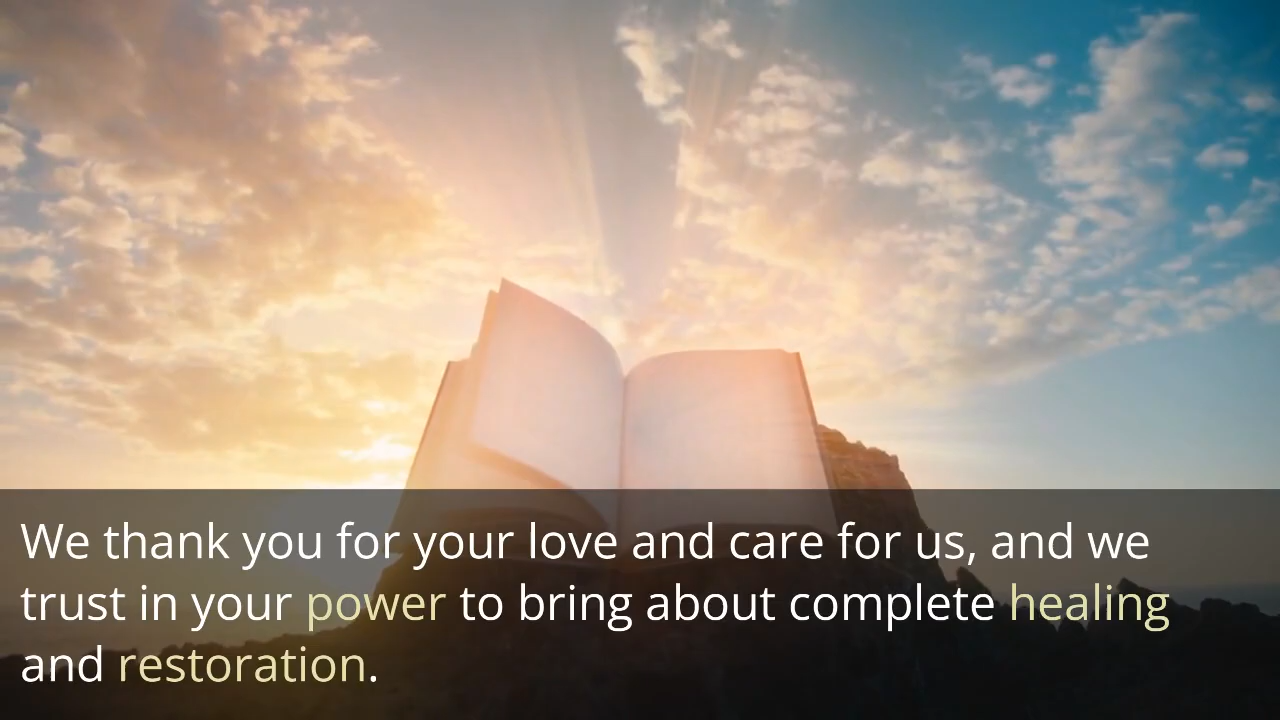 We thank you for your love and care for us, and we
trust in your power to bring about complete healing
and restoration.